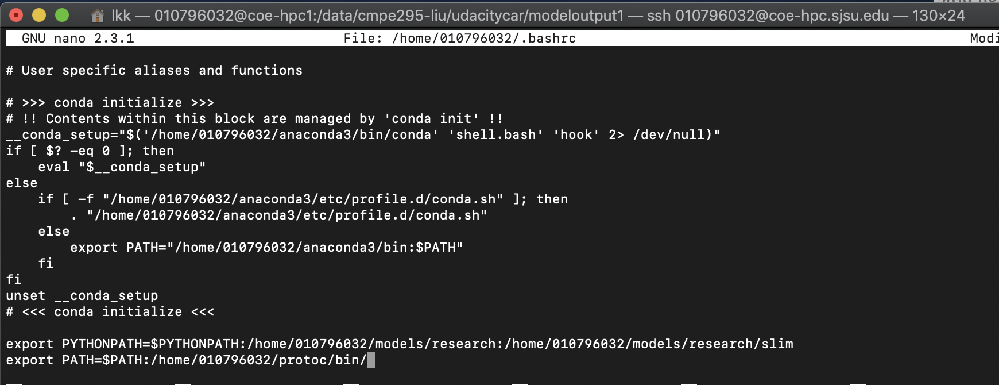 lkk — 010796032@coe-hpc1:/data/cmpe295-liu/udacitycar/modeloutput1 — ssh 010796032@coe-hpc.sjsu.edu — 130×24
GNU nano 2.3.1 File: /home/010796032/.bashrc Modi
# User specific aliases and functions
# >>> conda initialize >>>
# !! Contents within this block are managed by 'conda init' !!
__conda_setup="$('/home/010796032/anaconda3/bin/conda' 'shell.bash' 'hook' 2> /dev/null)"
if [ $? -eq 0 ]; then
    eval "$__conda_setup"
else
    if [ -f "/home/010796032/anaconda3/etc/profile.d/conda.sh" ]; then
        . "/home/010796032/anaconda3/etc/profile.d/conda.sh"
    else
        export PATH="/home/010796032/anaconda3/bin:$PATH"
    fi
fi
unset __conda_setup
# <<< conda initialize <<<
export PYTHONPATH=$PYTHONPATH:/home/010796032/models/research:/home/010796032/models/research/slim
export PATH=$PATH:/home/010796032/protoc/bin/